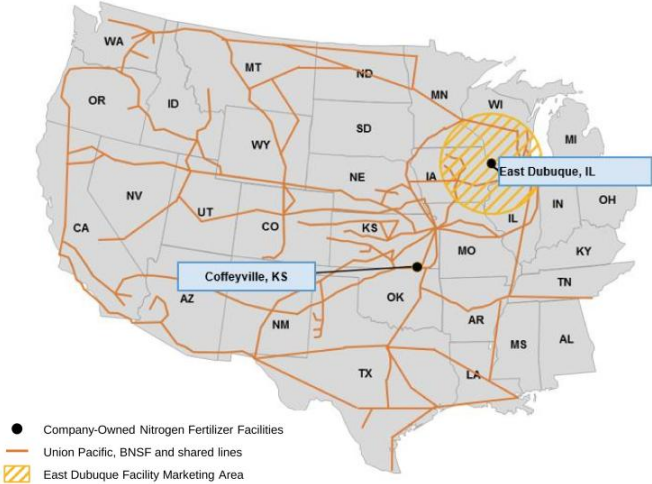 WA
MT
ND
MN
OR
ID
WI
SD
MI
WY
East Dubuque, IL
NE
IA
NV
OH
IN
UT
IL
CA
CO
KS
MO
KY
Coffeyville, KS
TN
AZ
OK
NM
AR
MS
AL
TX
LA
Company-Owned Nitrogen Fertilizer Facilities
Union Pacific, BNSF and shared lines
East Dubuque Facility Marketing Area